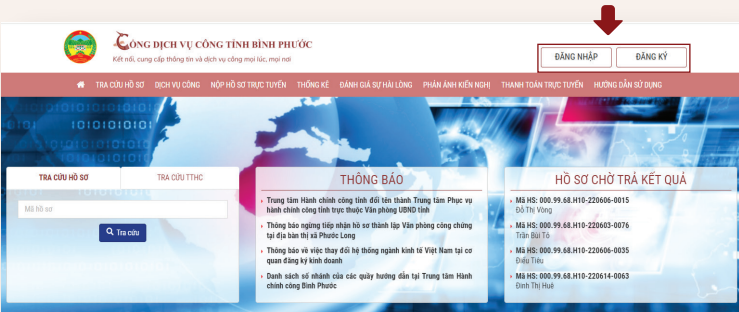 CỔNG DỊCH VỤ CÔNG TỈNH BÌNH PHƯỚC
Kết nối, cung cấp thông tin và dịch vụ công mọi lúc, mọi nơi
ĐĂNG NHẬP
ĐĂNG KÝ
TRA CỨU HỒ SƠ
DỊCH VỤ CÔNG
NỘP HỒ SƠ TRỰC TUYẾN
THỐNG KÊ
ĐÁNH GIÁ SỰ HÀI LÒNG
PHẢN ÁNH KIẾN NGHỊ
THANH TOÁN TRỰC TUYẾN
HƯỚNG DẪN SỬ DỤNG
TRA CỨU HỒ SƠ
TRA CỨU TTHC
Mã hồ sơ
Tra cứu
THÔNG BÁO
Trung tâm Hành chính công tỉnh đổi tên thành Trung tâm Phục vụ
hành chính công tỉnh trực thuộc Văn phòng UBND tỉnh
Thông báo ngừng tiếp nhận hồ sơ thành lập Văn phòng công chứng
tại địa bàn thị xã Phước Long
Thông báo về việc thay đổi hệ thống ngành kinh tế Việt Nam tại cơ
quan đăng ký kinh doanh
Danh sách số nhánh của các quầy hướng dẫn tại Trung tâm Hành
chính công Bình Phước
HỒ SƠ CHỜ TRẢ KẾT QUẢ
Mã HS: 000.99.68.H10-220606-0015
Đỗ Thị Vòng
Mã HS: 000.99.68.H10-220603-0076
Trần Bùi Tô
Mã HS: 000.99.68.H10-220606-0035
Điểu Tiêu
Mã HS: 000.99.68.H10-220614-0063
Đinh Thị Huê